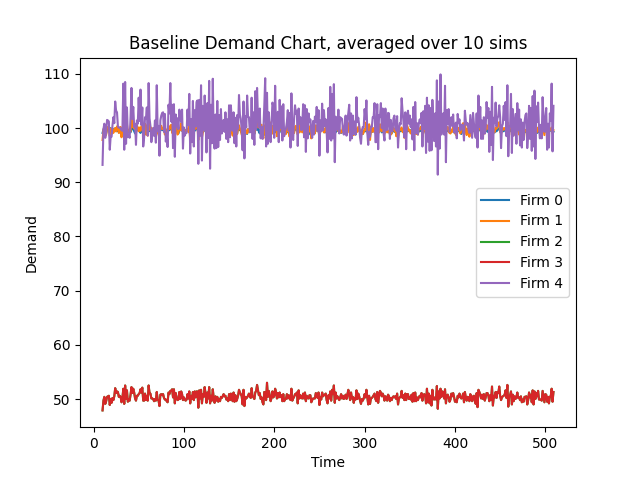 Baseline Demand Chart, averaged over 10 sims
110
100
90
80
70
60
50
Demand
Firm 0
Firm 1
Firm 2
Firm 3
Firm 4
0 100 200 300 400 500
Time